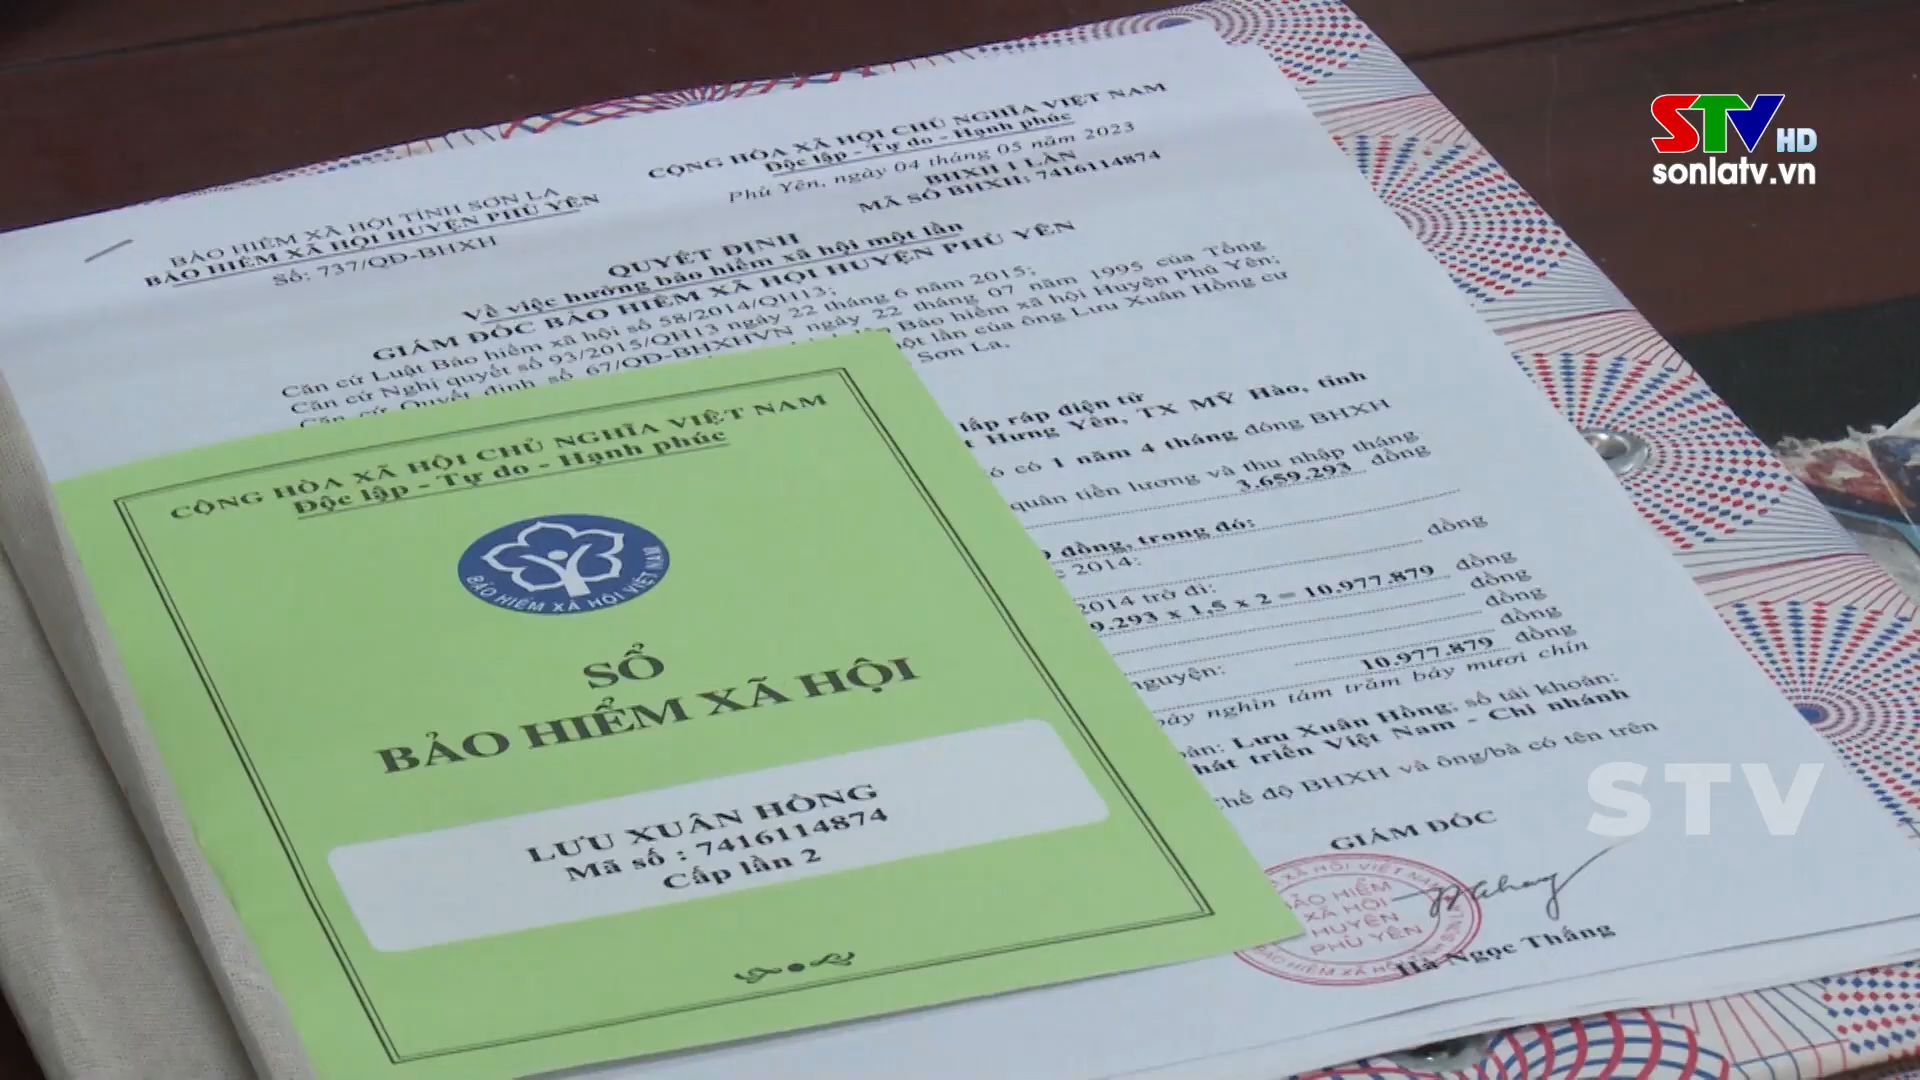 STV HD
sonlatv.vn
BẢO HIỂM XÃ HỘI TỈNH SƠN LA
BẢO HIỂM XÃ HỘI HUYỆN PHÙ YÊN
Số: 737/QĐ-BHXH
CỘNG HÒA XÃ HỘI CHỦ NGHĨA VIỆT NAM
Độc lập - Tự do - Hạnh phúc
Phù Yên, ngày 04 tháng 05 năm 2023
BHXH 1 LẦN
MÃ SỐ BHXH: 7416114874
QUYẾT ĐỊNH
Về việc hưởng bảo hiểm xã hội một lần
GIÁM ĐỐC BẢO HIỂM XÃ HỘI HUYỆN PHÙ YÊN
Căn cứ Luật Bảo hiểm xã hội số 58/2014/QH13;
Căn cứ Nghị quyết số 93/2015/QH13 ngày 22 tháng 6 năm 2015;
Căn cứ Quyết định số 67/QĐ-BHXHVN ngày 22 tháng 07 năm 1995 của Tổng
Bảo hiểm xã hội Huyện Phù Yên;
một lần của ông Lưu Xuân Hồng cư
Sơn La,
lắp ráp điện tử
Hưng Yên, TX Mỹ Hào, tỉnh
có 1 năm 4 tháng đóng BHXH
quân tiền lương và thu nhập tháng
3.659.293 đồng
đồng, trong đó:
2014:
đồng
2014 trở đi:
9.293 x 1,5 x 2 = 10.977.879 đồng
đồng
đồng
nguyện:
đồng
10.977.879 đồng
bảy nghìn tám trăm bảy mươi chín
Lưu Xuân Hồng; số tài khoản:
phát triển Việt Nam - Chi nhánh
chế độ BHXH và ông/bà có tên trên
GIÁM ĐỐC
BẢO HIỂM
XÃ HỘI
HUYỆN
PHÙ YÊN
Hà Ngọc Thắng
CỘNG HÒA XÃ HỘI CHỦ NGHĨA VIỆT NAM
Độc lập - Tự do - Hạnh phúc
BẢO HIỂM XÃ HỘI VIỆT NAM
SỔ
BẢO HIỂM XÃ HỘI
LƯU XUÂN HỒNG
Mã số : 7416114874
Cấp lần 2
STV